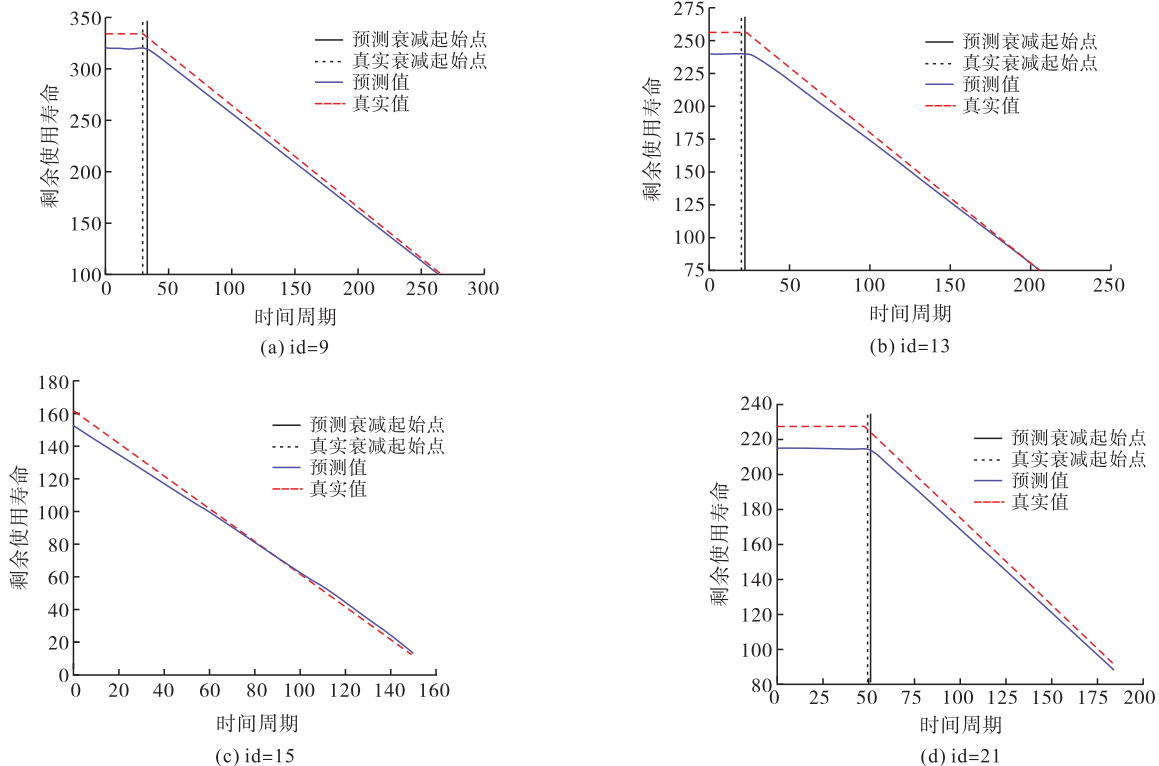 350
300
250
200
150
100
剩余使用寿命
预测衰减起始点
真实衰减起始点
预测值
真实值
0 50 100 150 200 250 300
时间周期
(a) id=9
275
250
225
200
175
150
125
100
75
剩余使用寿命
预测衰减起始点
真实衰减起始点
预测值
真实值
0 50 100 150 200 250
时间周期
(b) id=13
180
160
140
120
100
80
60
40
20
0
剩余使用寿命
预测衰减起始点
真实衰减起始点
预测值
真实值
0 20 40 60 80 100 120 140 160
时间周期
(c) id=15
240
220
200
180
160
140
120
100
80
剩余使用寿命
预测衰减起始点
真实衰减起始点
预测值
真实值
0 25 50 75 100 125 150 175 200
时间周期
(d) id=21